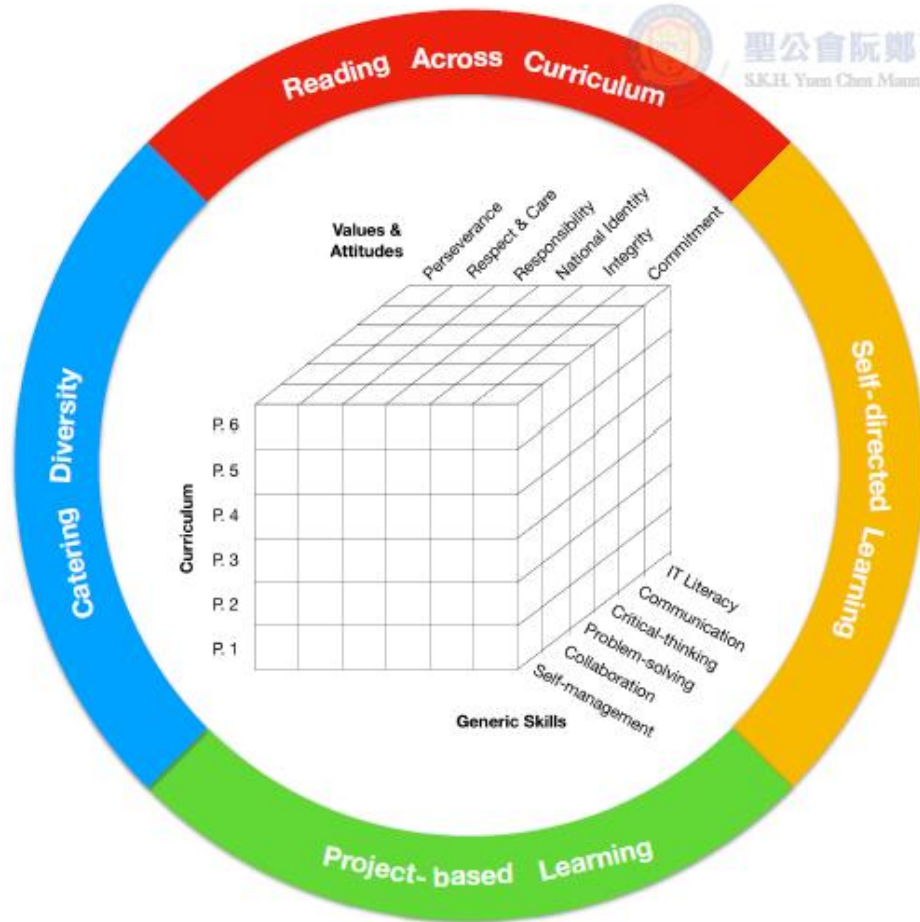 聖公會阮鄭
S.K.H. Yuen Chen Maun
Reading Across Curriculum
Values &
Attitudes
Perseverance
Respect & Care
Responsibility
National Identity
Integrity
Commitment
Catering Diversity
Self-directed Learning
Curriculum
P. 6
P. 5
P. 4
P. 3
P. 2
P. 1
IT Literacy
Communication
Critical-thinking
Problem-solving
Collaboration
Self-management
Generic Skills
Project-based Learning